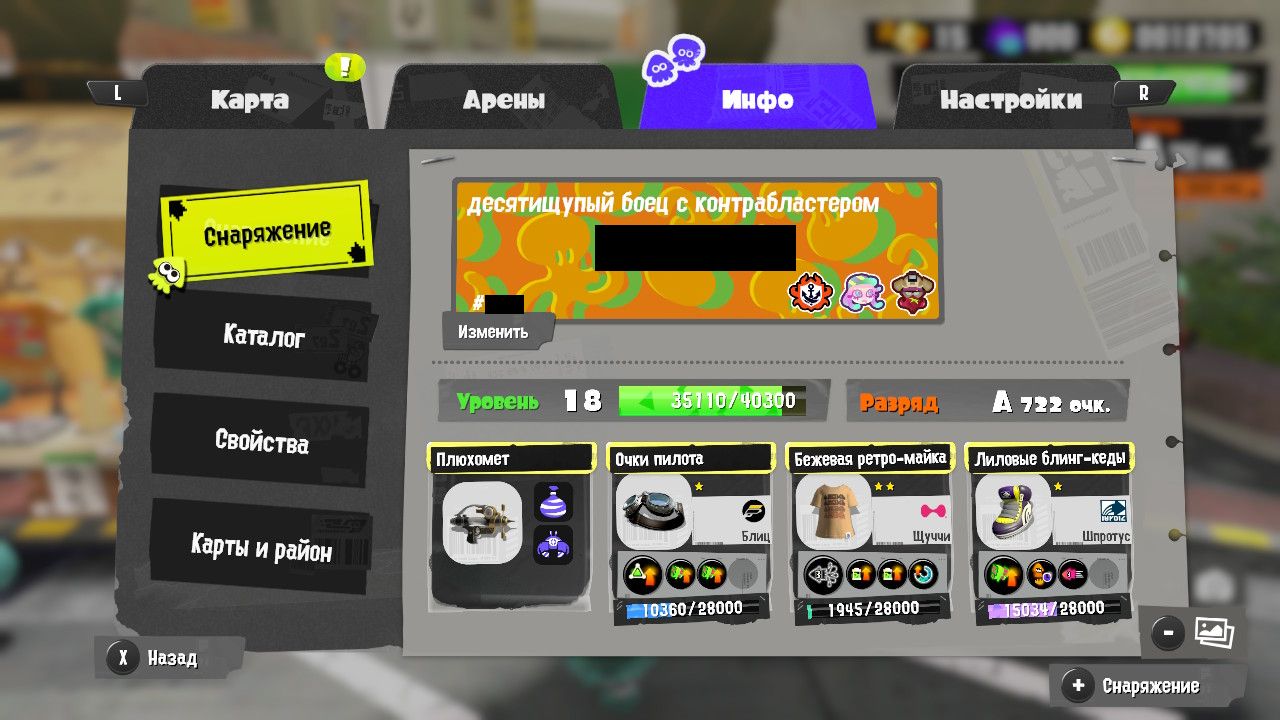 L
Карта
!
Арены
Инфо
Настройки
R
Снаряжение
Каталог
Свойства
Карты и район
десятищупый боец с контрабластером
#
Изменить
Уровень 18 35110/40300
Разряд A 722 очк.
Плюхомет
Очки пилота
Блиц
10360/28000
Бежевая ретро-майка
Щуччи
1945/28000
Лиловые блинг-кеды
Шпротус
15034/28000
X Назад
-
+ Снаряжение